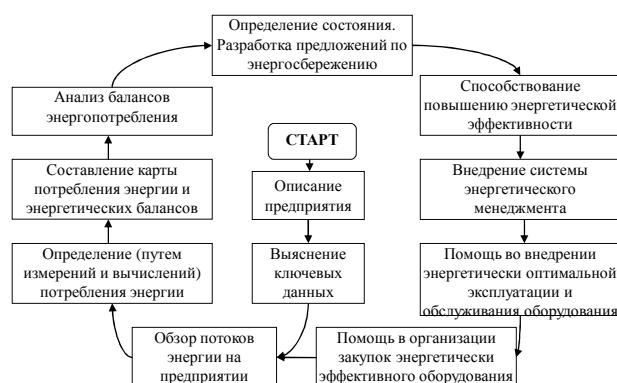 Определение состояния.
Разработка предложений по
энергосбережению
Анализ балансов
энергопотребления
Способствование
повышению энергетической
эффективности
СТАРТ
Составление карты
потребления энергии и
энергетических балансов
Описание
предприятия
Внедрение системы
энергетического
менеджмента
Определение (путем
измерений и вычислений)
потребления энергии
Выяснение
ключевых
данных
Помощь во внедрении
энергетически оптимальной
эксплуатации и
обслуживания оборудования
Обзор потоков
энергии на
предприятии
Помощь в организации
закупок энергетически
эффективного оборудования